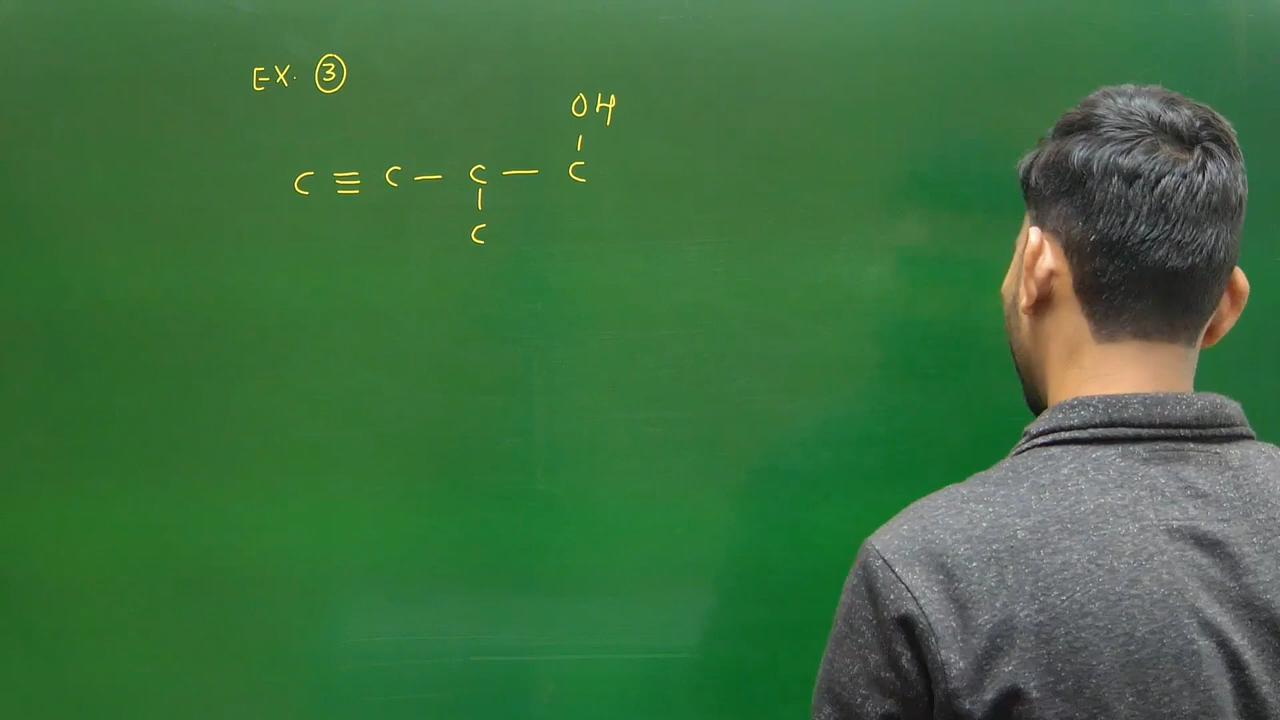 EX. ③
OH
C ≡ C — C — C
C